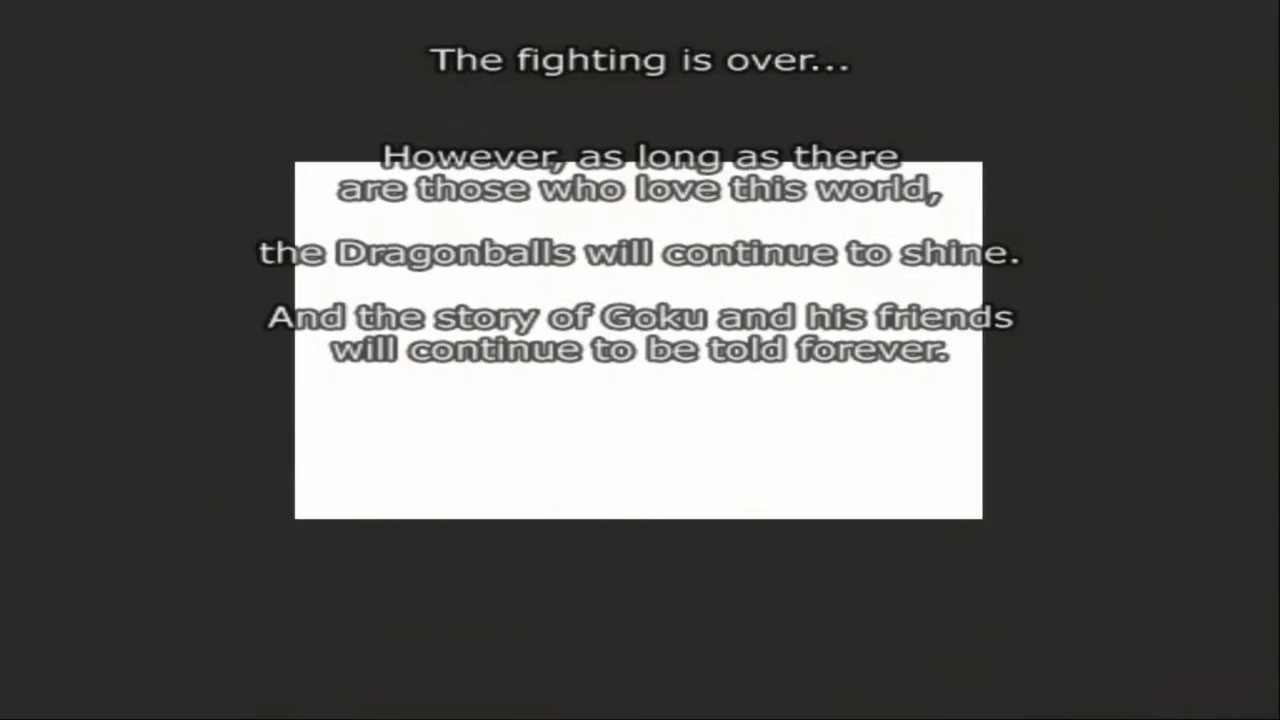 The fighting is over...
However, as long as there
are those who love this world,
the Dragonballs will continue to shine.
And the story of Goku and his friends
will continue to be told forever.